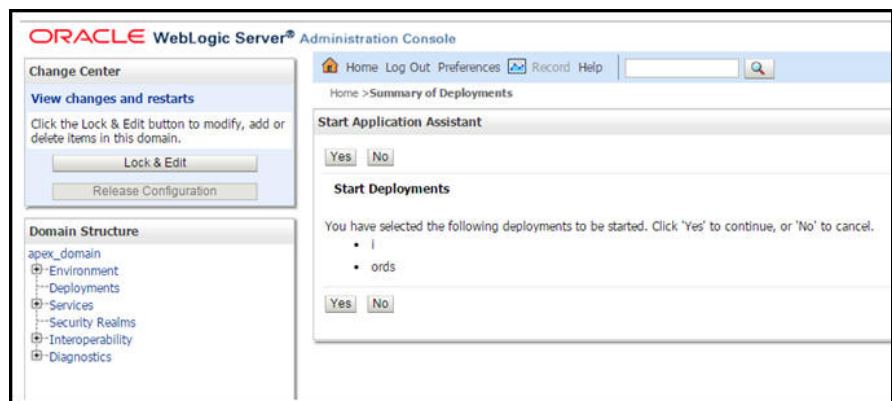 ORACLE WebLogic Server® Administration Console
Change Center
View changes and restarts
Click the Lock & Edit button to modify, add or
delete items in this domain.
Lock & Edit
Release Configuration
Domain Structure
apex_domain
Environment
Deployments
Services
Security Realms
Interoperability
Diagnostics
Home Log Out Preferences Record Help
Home >Summary of Deployments
Start Application Assistant
Yes No
Start Deployments
You have selected the following deployments to be started. Click 'Yes' to continue, or 'No' to cancel.
• i
• ords
Yes No